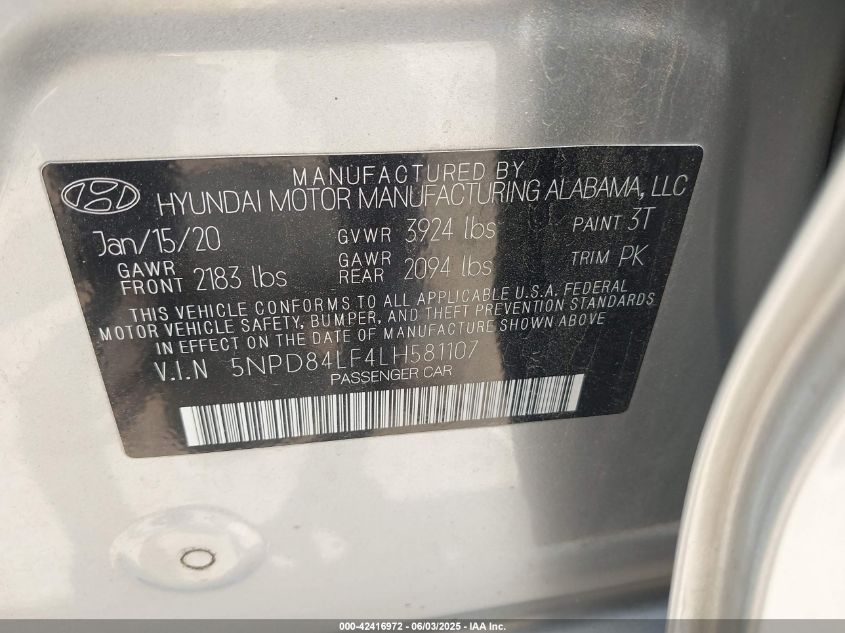 MANUFACTURED BY
HYUNDAI MOTOR MANUFACTURING ALABAMA, LLC
Jan/15/20 GVWR 3924 lbs PAINT 3T
GAWR FRONT 2183 lbs GAWR REAR 2094 lbs TRIM PK
THIS VEHICLE CONFORMS TO ALL APPLICABLE U.S.A. FEDERAL
MOTOR VEHICLE SAFETY, BUMPER, AND THEFT PREVENTION STANDARDS
IN EFFECT ON THE DATE OF MANUFACTURE SHOWN ABOVE
V.I.N 5NPD84LF4LH581107
PASSENGER CAR
000-42416972 - 06/03/2025 - IAA Inc.